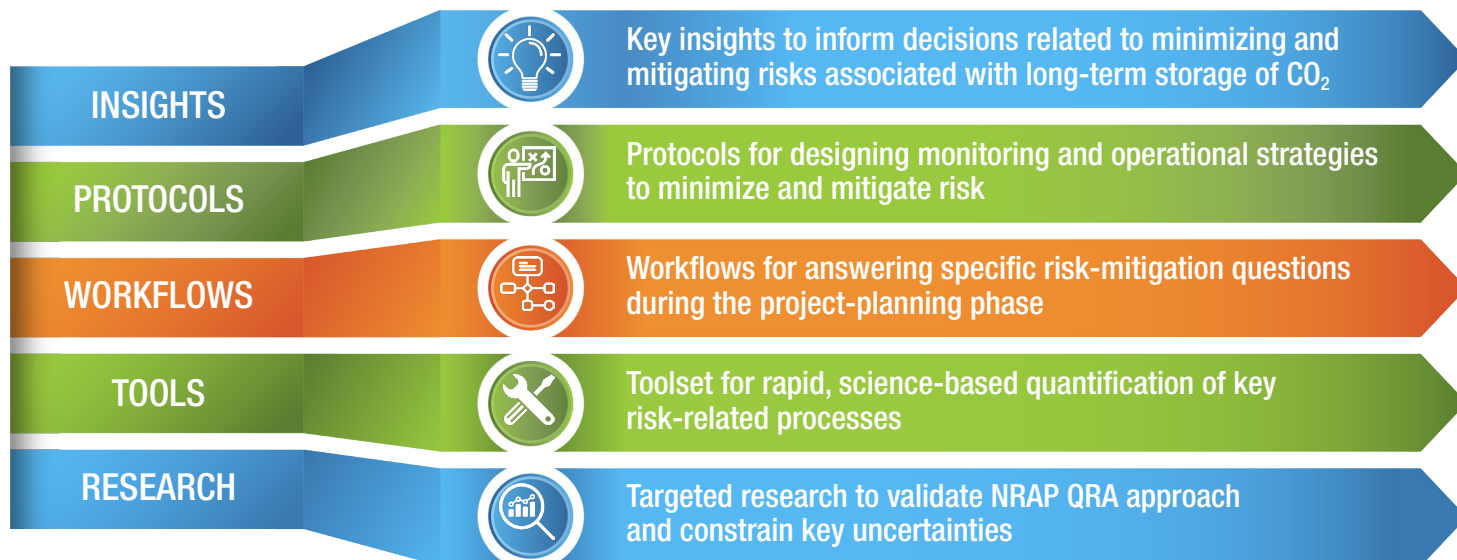 INSIGHTS
Key insights to inform decisions related to minimizing and
mitigating risks associated with long-term storage of CO₂
PROTOCOLS
Protocols for designing monitoring and operational strategies
to minimize and mitigate risk
WORKFLOWS
Workflows for answering specific risk-mitigation questions
during the project-planning phase
TOOLS
Toolset for rapid, science-based quantification of key
risk-related processes
RESEARCH
Targeted research to validate NRAP QRA approach
and constrain key uncertainties